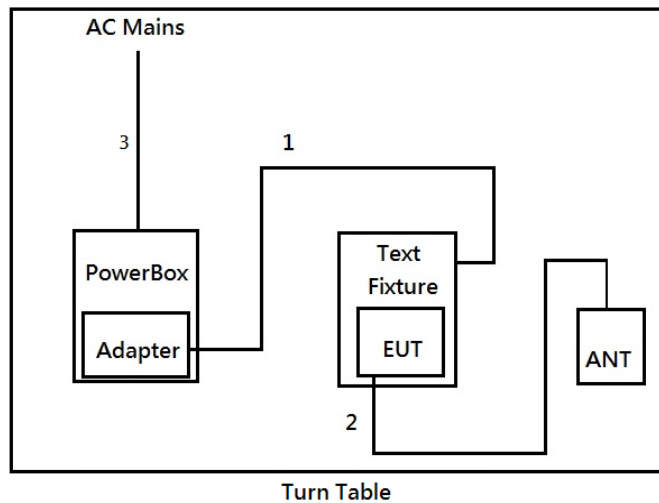 AC Mains
3
1
PowerBox
Adapter
Text
Fixture
EUT
2
ANT
Turn Table